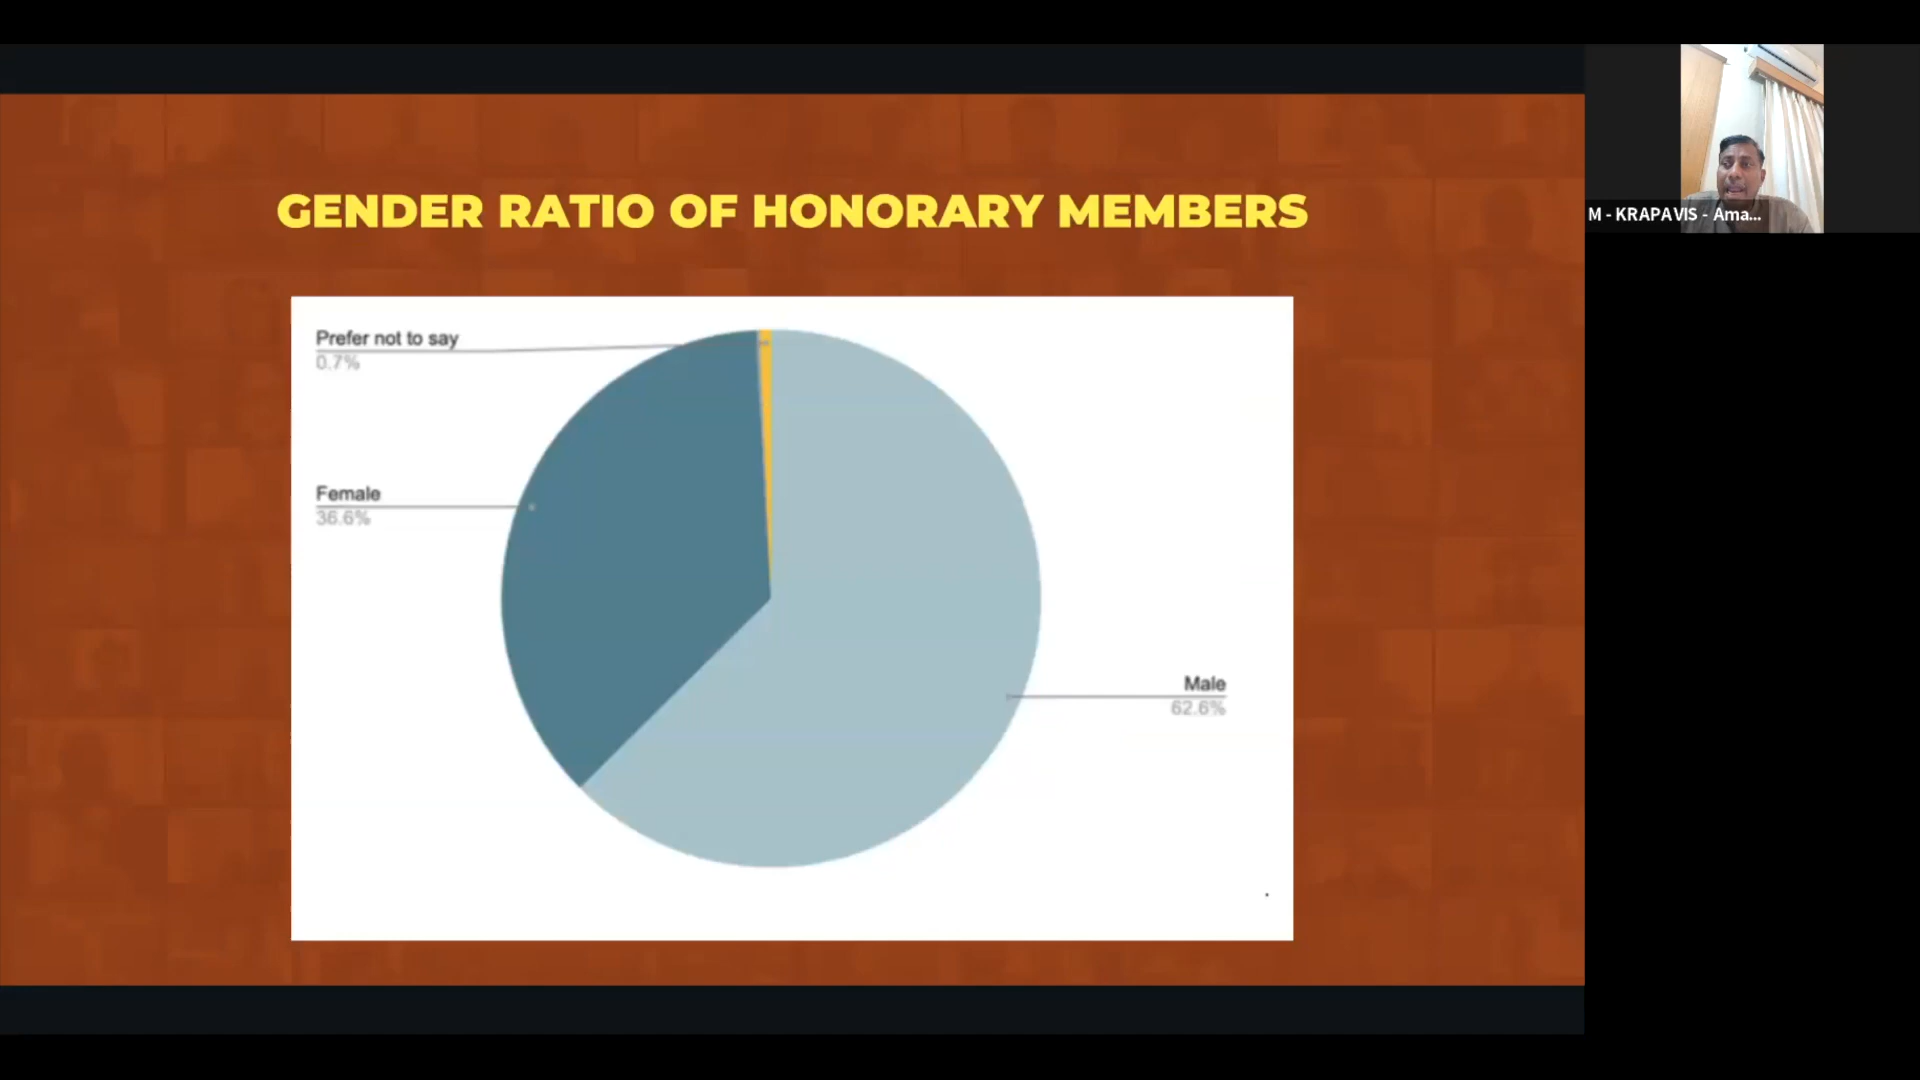 GENDER RATIO OF HONORARY MEMBERS
Prefer not to say
0.7%
Female
36.6%
Male
62.6%
M - KRAPAVIS - Ama...